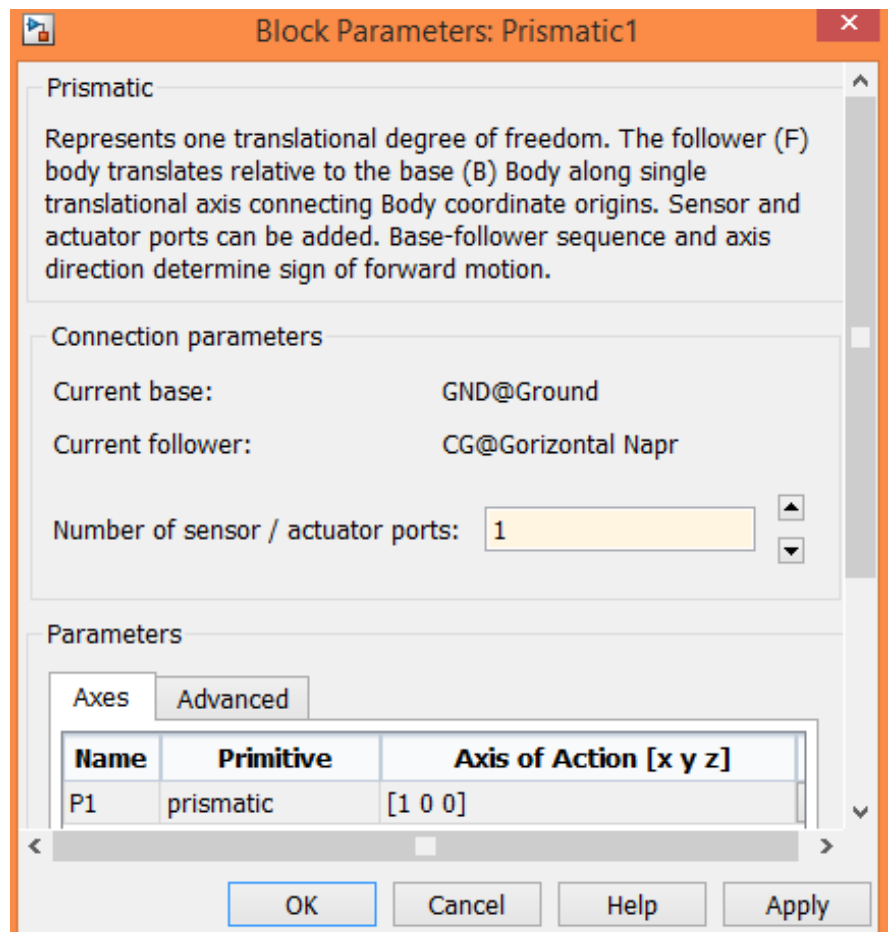 Block Parameters: Prismatic1
Prismatic
Represents one translational degree of freedom. The follower (F)
body translates relative to the base (B) Body along single
translational axis connecting Body coordinate origins. Sensor and
actuator ports can be added. Base-follower sequence and axis
direction determine sign of forward motion.
Connection parameters
Current base: GND@Ground
Current follower: CG@Gorizontal Napr
Number of sensor / actuator ports: 1
Parameters
Axes Advanced
Name Primitive Axis of Action [x y z]
P1 prismatic [1 0 0]
OK Cancel Help Apply